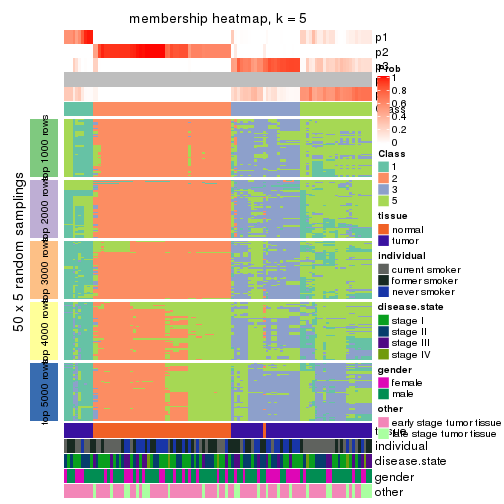 membership heatmap, k = 5
p1
p2
p3
Prob
1
0.8
0.6
0.4
0.2
0
Class
Class
1
2
3
5
tissue
normal
tumor
individual
current smoker
former smoker
never smoker
disease.state
stage I
stage II
stage III
stage IV
gender
female
male
other
early stage tumor tissue
late stage tumor tissue
50 x 5 random samplings
top 1000 rows
top 2000 rows
top 3000 rows
top 4000 rows
top 5000 rows
tissue
individual
disease.state
gender
other